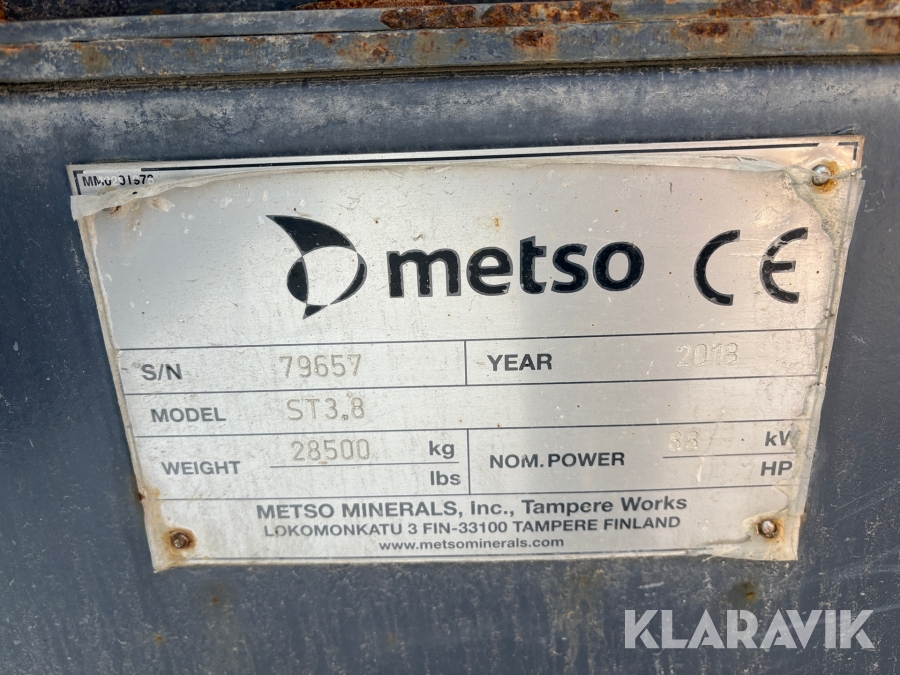 metso CE
S/N 79657 YEAR
MODEL ST3.8
WEIGHT 28500 kg NOM.POWER kW
lbs HP
METSO MINERALS, Inc., Tampere Works
LOKOMONKATU 3 FIN-33100 TAMPERE FINLAND
www.metsominerals.com
KLARAVIK